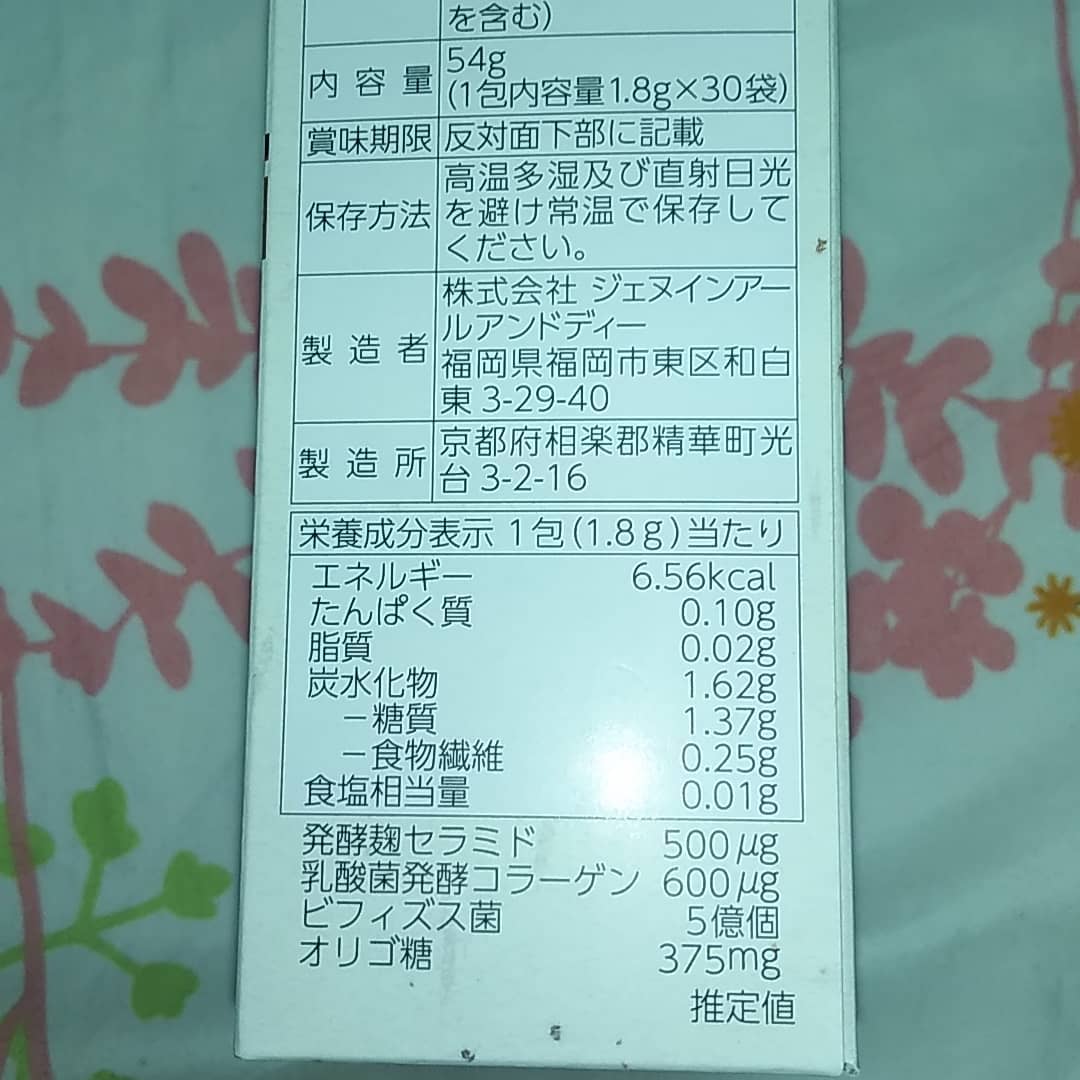 を含む)
内容量
54g
(1包内容量1.8g×30袋)
賞味期限
反対面下部に記載
保存方法
高温多湿及び直射日光
を避け常温で保存して
ください。
製造者
株式会社 ジェヌインアー
ルアンドディー
福岡県福岡市東区和白
東 3-29-40
製造所
京都府相楽郡精華町光
台 3-2-16
栄養成分表示 1包(1.8g)当たり
エネルギー 6.56kcal
たんぱく質 0.10g
脂質 0.02g
炭水化物 1.62g
－糖質 1.37g
－食物繊維 0.25g
食塩相当量 0.01g
発酵麹セラミド 500μg
乳酸菌発酵コラーゲン 600μg
ビフィズス菌 5億個
オリゴ糖 375mg
推定値